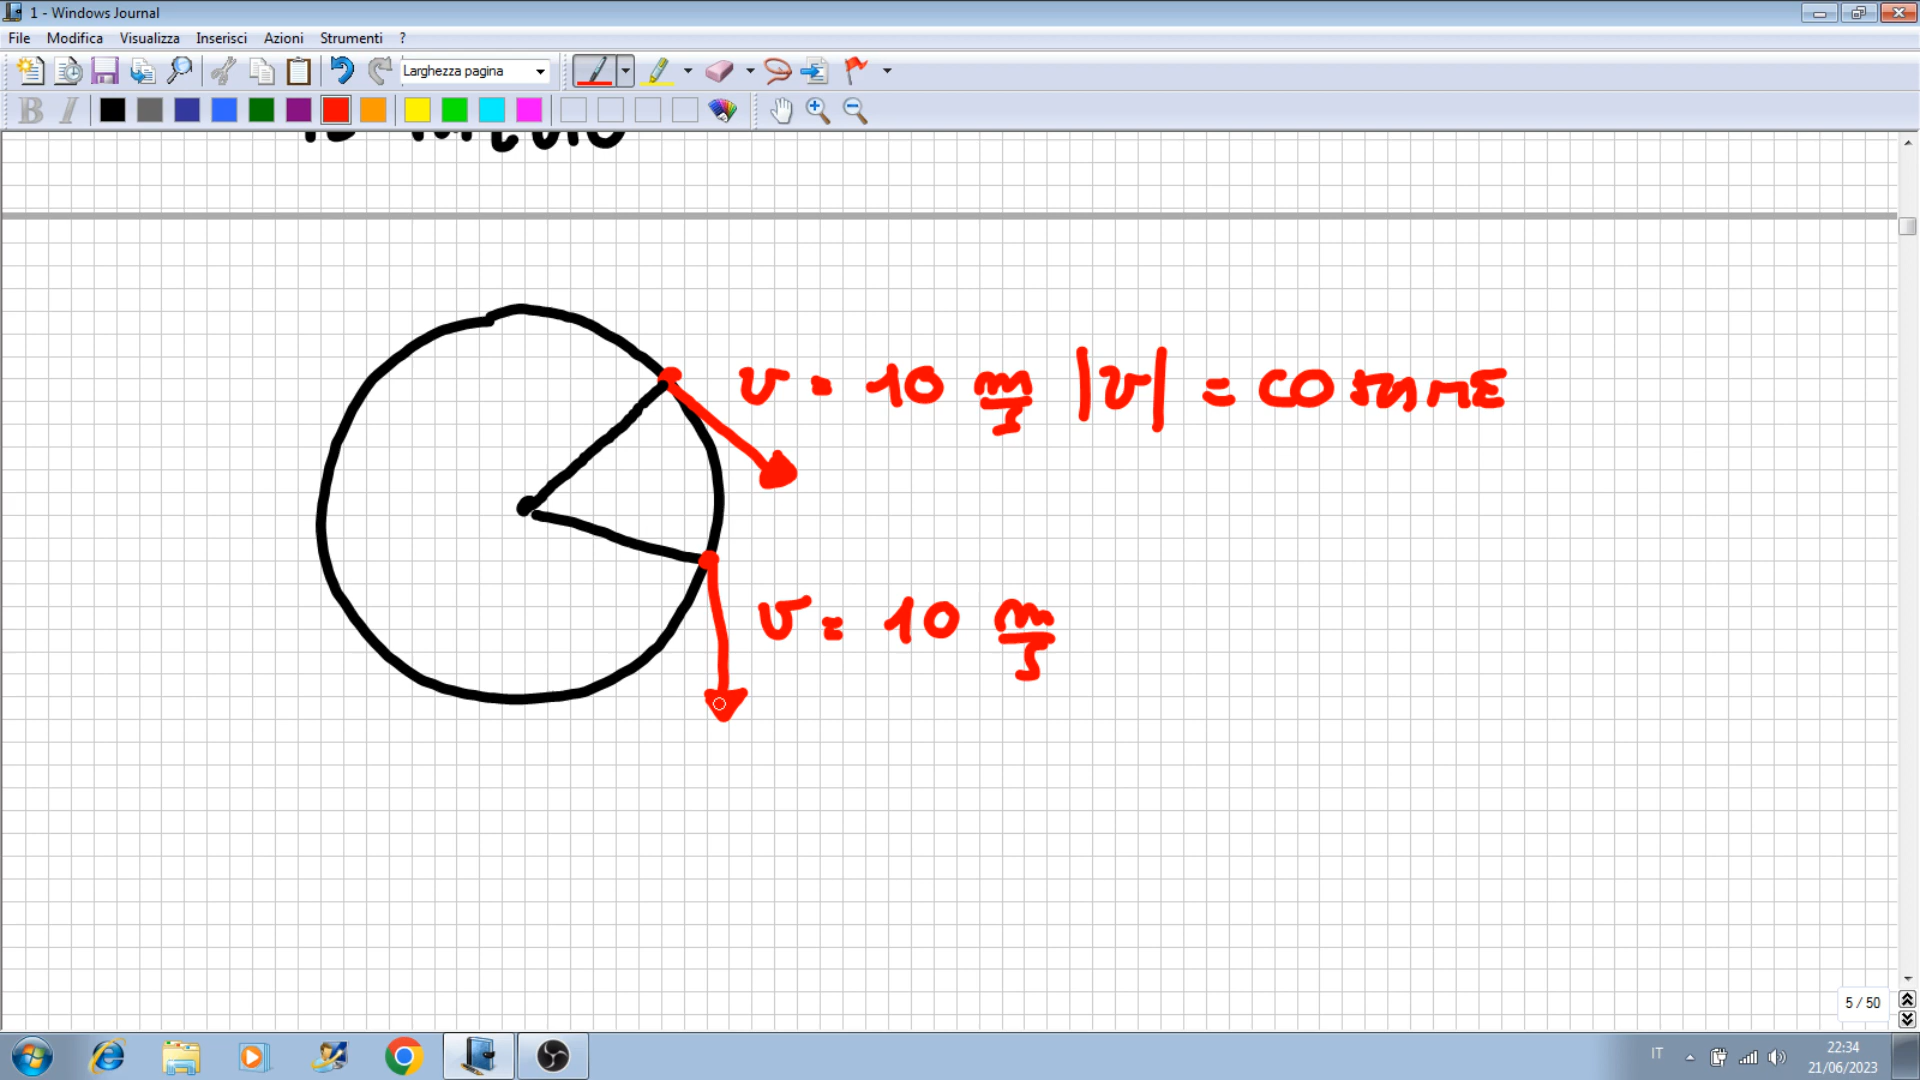 1 - Windows Journal
File Modifica Visualizza Inserisci Azioni Strumenti ?
Larghezza pagina
B I
v = 10 m/s |v| = COSTANTE
v = 10 m/s
5 / 50
IT
22:34
21/06/2023